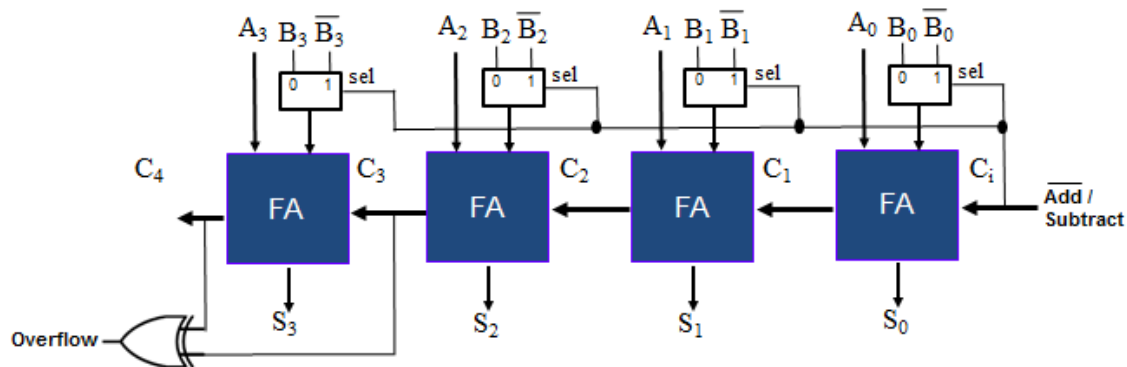 A₃ B₃ B̅₃ A₂ B₂ B̅₂ A₁ B₁ B̅₁ A₀ B₀ B̅₀
0 1 sel 0 1 sel 0 1 sel 0 1 sel
C₄ C₃ C₂ C₁ Cᵢ
FA FA FA FA
A̅d̅d̅ /
Subtract
S₃ S₂ S₁ S₀
Overflow